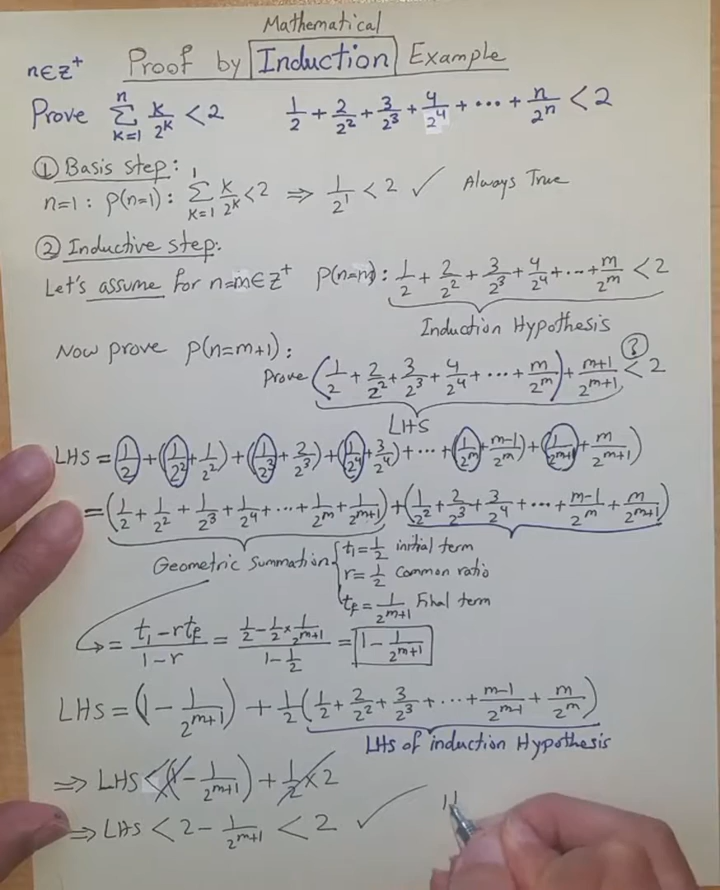 Mathematical
n∈Z⁺ Proof by Induction Example
Prove Σ_{k=1}^{n} k/2^k < 2    1/2 + 2/2² + 3/2³ + 4/2⁴ + ... + n/2ⁿ < 2
① Basis step:
n=1 : P(n=1): Σ_{k=1}^{1} k/2^k < 2 ⇒ 1/2¹ < 2 ✓ Always True
② Inductive step:
Let's assume for n=m∈Z⁺ P(n=m): 1/2 + 2/2² + 3/2³ + 4/2⁴ + ... + m/2^m < 2
Induction Hypothesis
Now prove P(n=m+1):
Prove (1/2 + 2/2² + 3/2³ + 4/2⁴ + ... + m/2^m) + (m+1)/2^{m+1} <^? 2
LHS
LHS = 1/2 + (1/2² + 1/2²) + (1/2³ + 2/2³) + (1/2⁴ + 3/2⁴) + ... + (1/2^m + (m-1)/2^m) + (1/2^{m+1} + m/2^{m+1})
= (1/2 + 1/2² + 1/2³ + 1/2⁴ + ... + 1/2^m + 1/2^{m+1}) + (1/2² + 2/2³ + 3/2⁴ + ... + (m-1)/2^m + m/2^{m+1})
Geometric Summation { t₁ = 1/2 initial term
r = 1/2 Common ratio
t_f = 1/2^{m+1} Final term
= (t₁ - r t_f)/(1 - r) = (1/2 - 1/2 × 1/2^{m+1})/(1 - 1/2) = 1 - 1/2^{m+1}
LHS = (1 - 1/2^{m+1}) + 1/2 (1/2 + 2/2² + 3/2³ + ... + (m-1)/2^{m-1} + m/2^m)
LHS of induction Hypothesis
⇒ LHS < (1 - 1/2^{m+1}) + 1/2 × 2
⇒ LHS < 2 - 1/2^{m+1} < 2 ✓